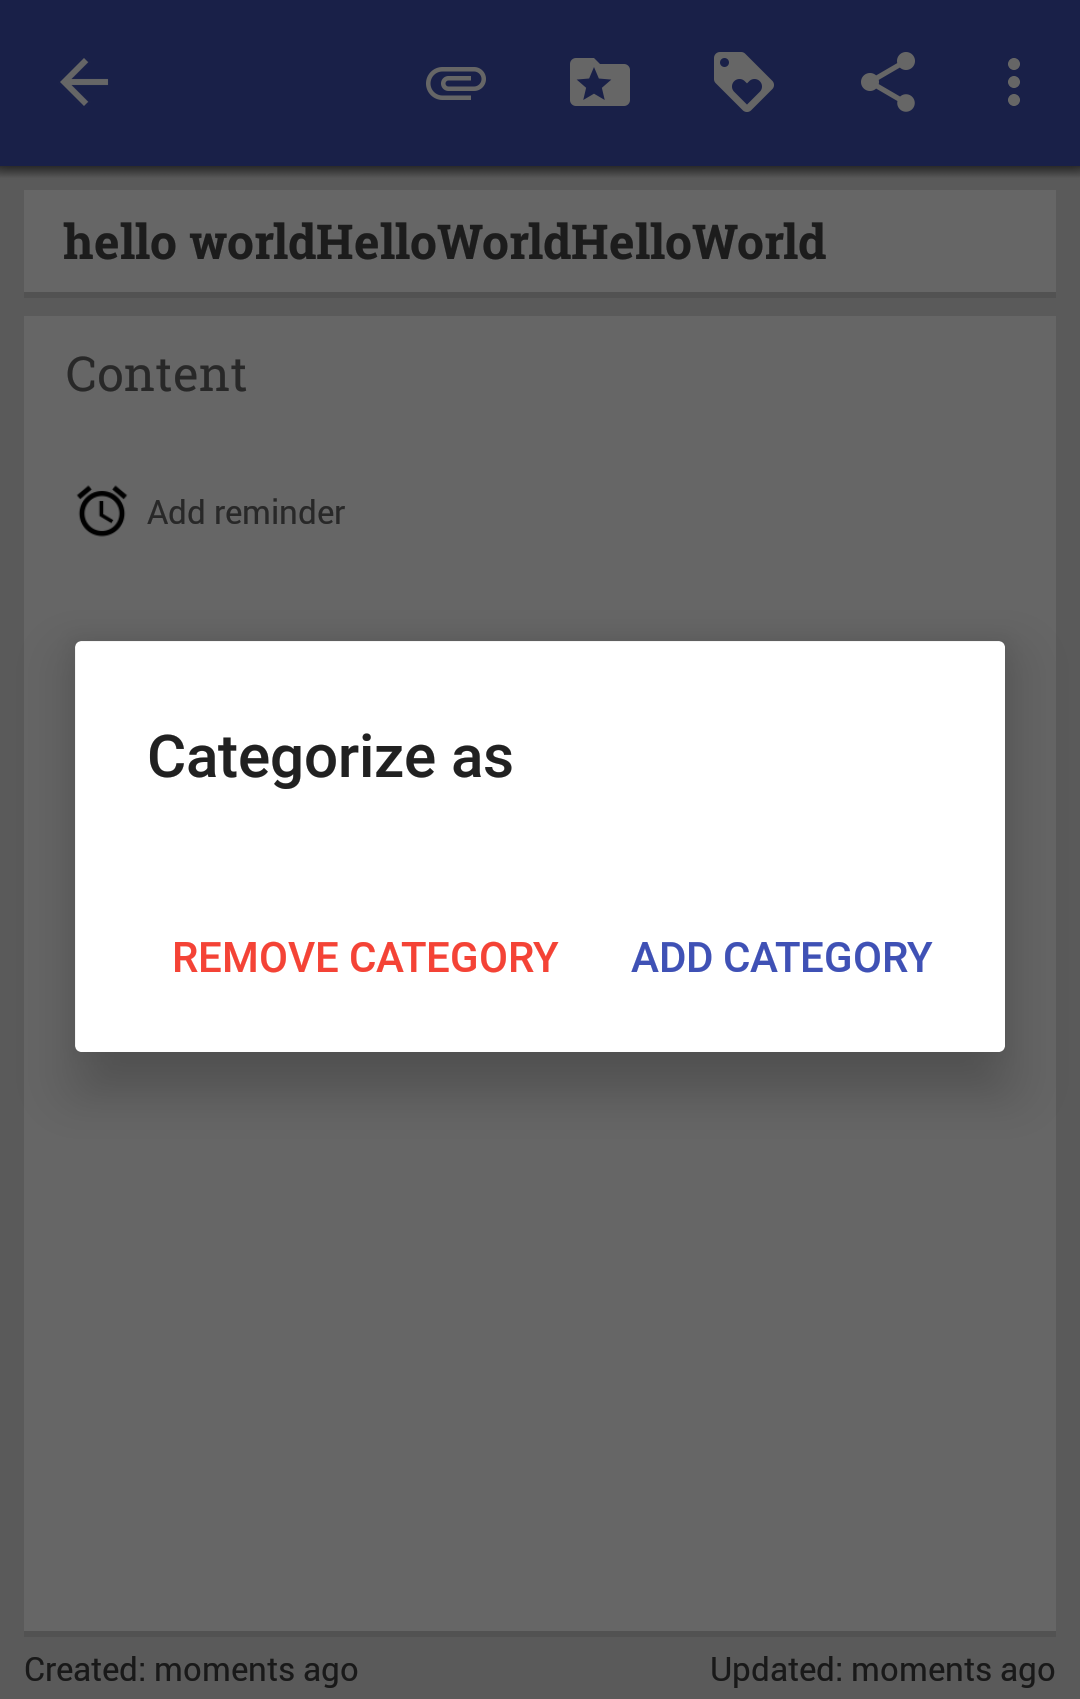 hello worldHelloWorldHelloWorld
Content
Add reminder
Categorize as
REMOVE CATEGORY ADD CATEGORY
Created: moments ago Updated: moments ago